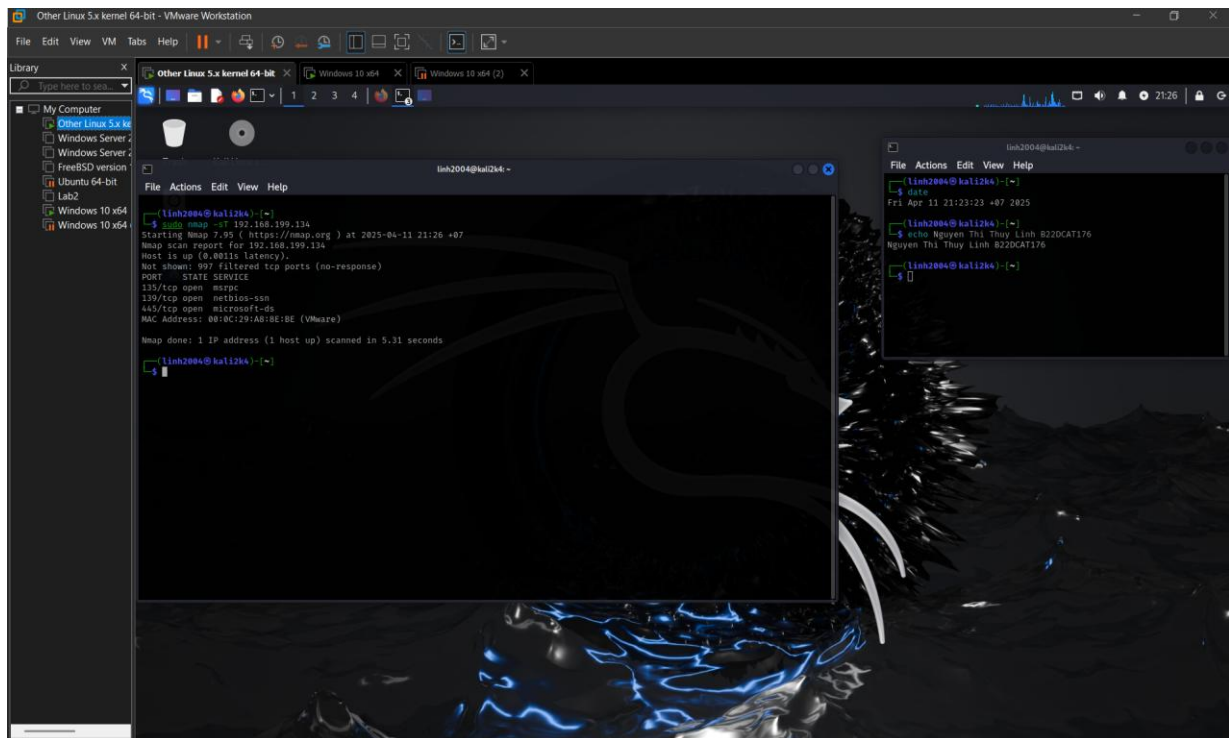 Other Linux 5.x kernel 64-bit - VMware Workstation
File Edit View VM Tabs Help
Library
Type here to sea...
My Computer
Other Linux 5.x ke
Windows Server 2
Windows Server 2
FreeBSD version
Ubuntu 64-bit
Lab2
Windows 10 x64
Windows 10 x64
Other Linux 5.x kernel 64-bit Windows 10 x64 Windows 10 x64 (2)
1 2 3 4
21:26
linh2004@kali2k4: ~
File Actions Edit View Help
(linh2004㉿kali2k4)-[~]
$ sudo nmap -sT 192.168.199.134
Starting Nmap 7.95 ( https://nmap.org ) at 2025-04-11 21:26 +07
Nmap scan report for 192.168.199.134
Host is up (0.0011s latency).
Not shown: 997 filtered tcp ports (no-response)
PORT STATE SERVICE
135/tcp open msrpc
139/tcp open netbios-ssn
445/tcp open microsoft-ds
MAC Address: 00:0C:29:A8:8E:BE (VMware)
Nmap done: 1 IP address (1 host up) scanned in 5.31 seconds
(linh2004㉿kali2k4)-[~]
$
linh2004@kali2k4: ~
File Actions Edit View Help
(linh2004㉿kali2k4)-[~]
$ date
Fri Apr 11 21:23:23 +07 2025
(linh2004㉿kali2k4)-[~]
$ echo Nguyen Thi Thuy Linh B22DCAT176
Nguyen Thi Thuy Linh B22DCAT176
(linh2004㉿kali2k4)-[~]
$